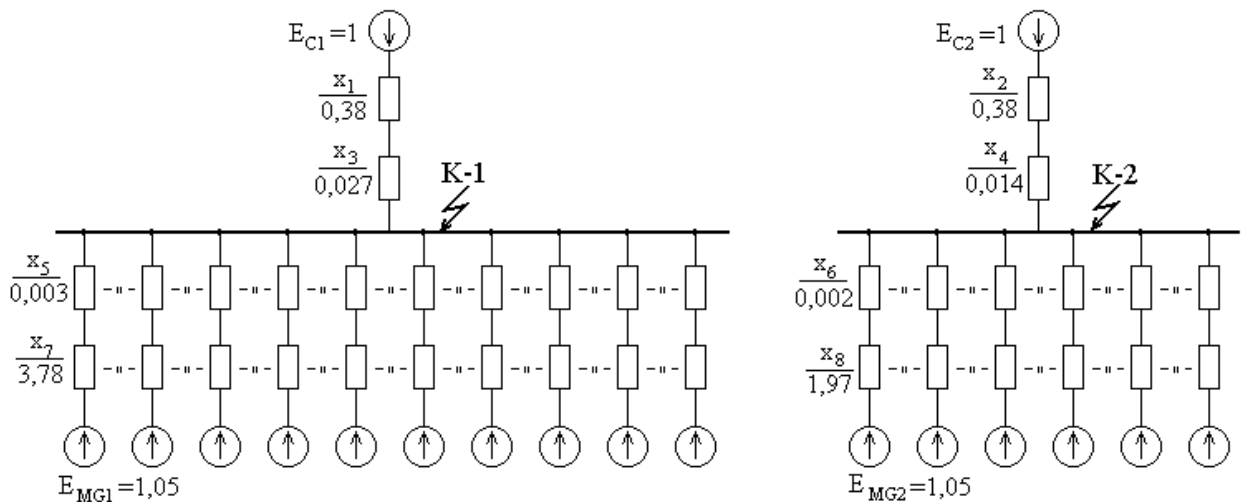 E_C1 =1
E_C2 =1
x_1
0,38
x_2
0,38
x_3
0,027
K-1
x_4
0,014
K-2
x_5
0,003
-"- -"- -"- -"- -"- -"- -"- -"- -"-
x_6
0,002
-"- -"- -"- -"- -"-
x_7
3,78
-"- -"- -"- -"- -"- -"- -"- -"- -"-
x_8
1,97
-"- -"- -"- -"- -"-
E_MG1 =1,05
E_MG2 =1,05